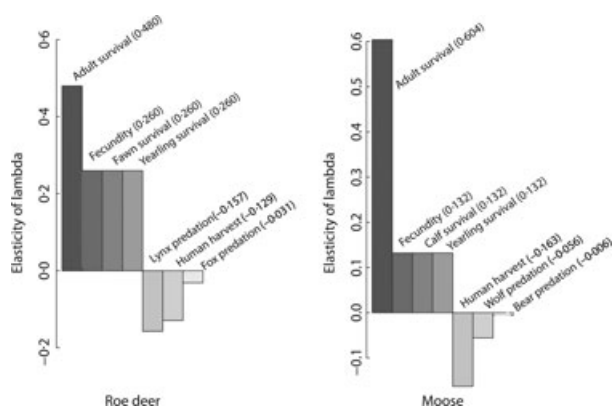 0·6
0·4
0·2
0·0
−0·2
Elasticity of lambda
Adult survival (0·480)
Fecundity (0·260)
Fawn survival (0·260)
Yearling survival (0·260)
Lynx predation(−0·157)
Human harvest (−0·129)
Fox predation (−0·031)
Roe deer
0.6
0.5
0.4
0.3
0.2
0.1
0.0
−0.1
Elasticity of lambda
Adult survival (0·604)
Fecundity (0·132)
Calf survival (0·132)
Yearling survival (0·132)
Human harvest (−0·163)
Wolf predation (−0·056)
Bear predation (−0·006)
Moose